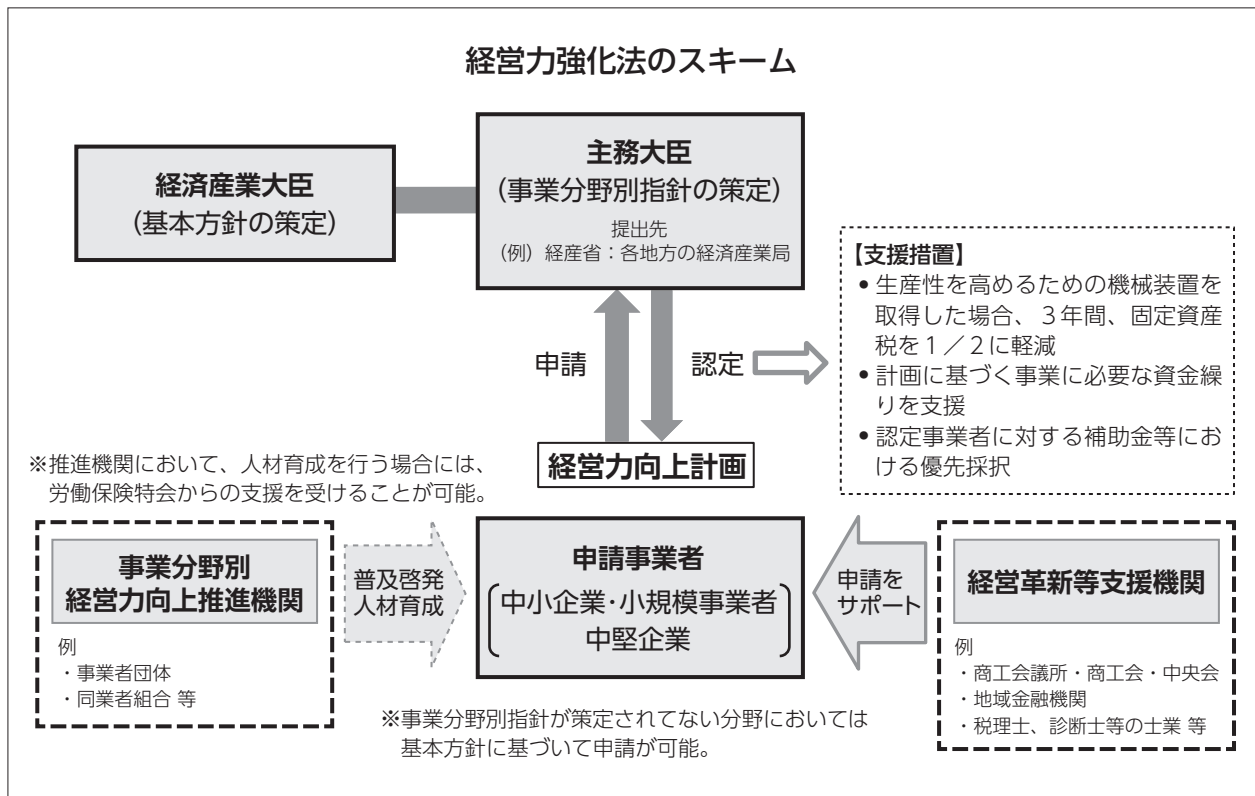 経営力強化法のスキーム
経済産業大臣
(基本方針の策定)
主務大臣
(事業分野別指針の策定)
提出先
(例)経産省:各地方の経済産業局
申請
認定
【支援措置】
•生産性を高めるための機械装置を
取得した場合、3年間、固定資産
税を1/2に軽減
•計画に基づく事業に必要な資金繰
りを支援
•認定事業者に対する補助金等にお
ける優先採択
経営力向上計画
※推進機関において、人材育成を行う場合には、
労働保険特会からの支援を受けることが可能。
事業分野別
経営力向上推進機関
例
・事業者団体
・同業者組合 等
普及啓発
人材育成
申請事業者
中小企業・小規模事業者
中堅企業
申請を
サポート
経営革新等支援機関
例
・商工会議所・商工会・中央会
・地域金融機関
・税理士、診断士等の士業 等
※事業分野別指針が策定されてない分野においては
基本方針に基づいて申請が可能。